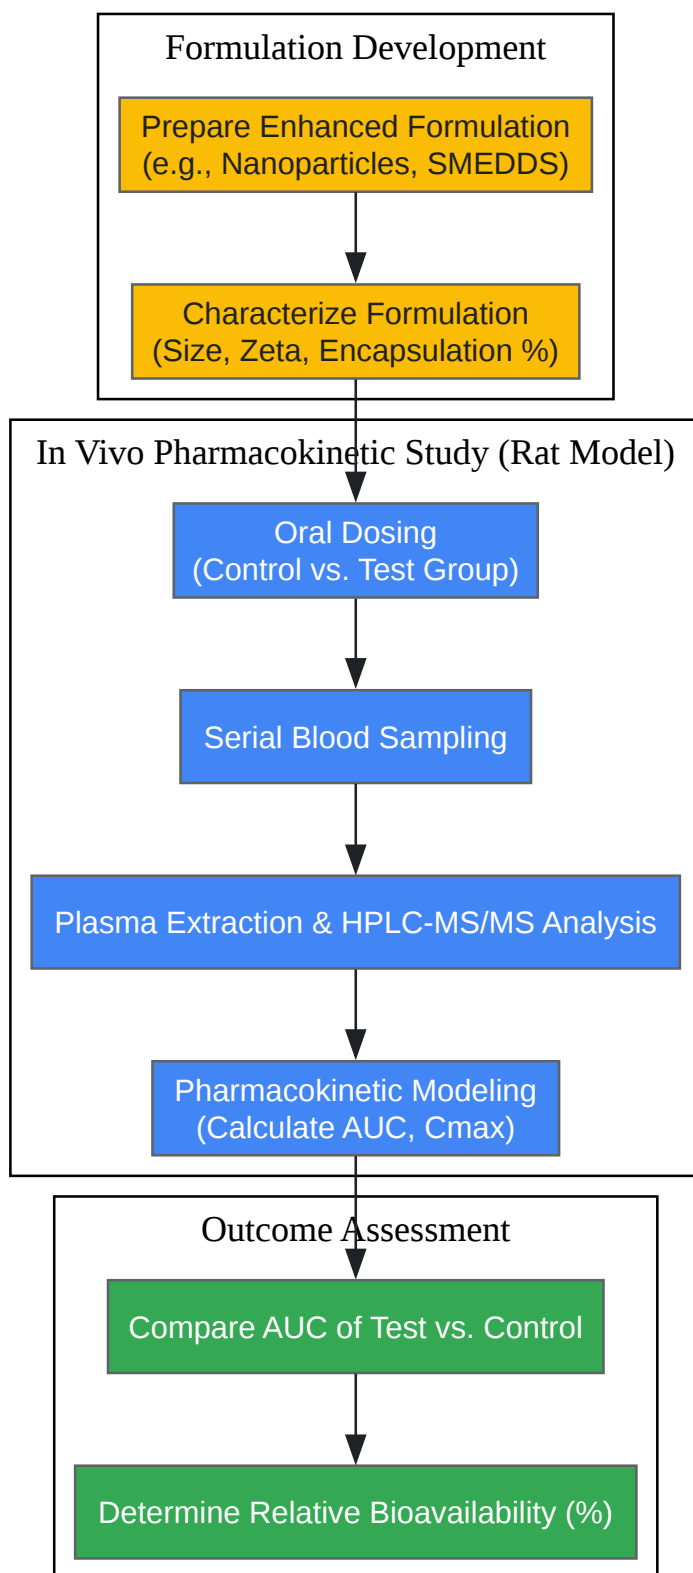 Formulation Development
Prepare Enhanced Formulation
(e.g., Nanoparticles, SMEDDS)
Characterize Formulation
(Size, Zeta, Encapsulation %)
In Vivo Pharmacokinetic Study (Rat Model)
Oral Dosing
(Control vs. Test Group)
Serial Blood Sampling
Plasma Extraction & HPLC-MS/MS Analysis
Pharmacokinetic Modeling
(Calculate AUC, Cmax)
Outcome Assessment
Compare AUC of Test vs. Control
Determine Relative Bioavailability (%)